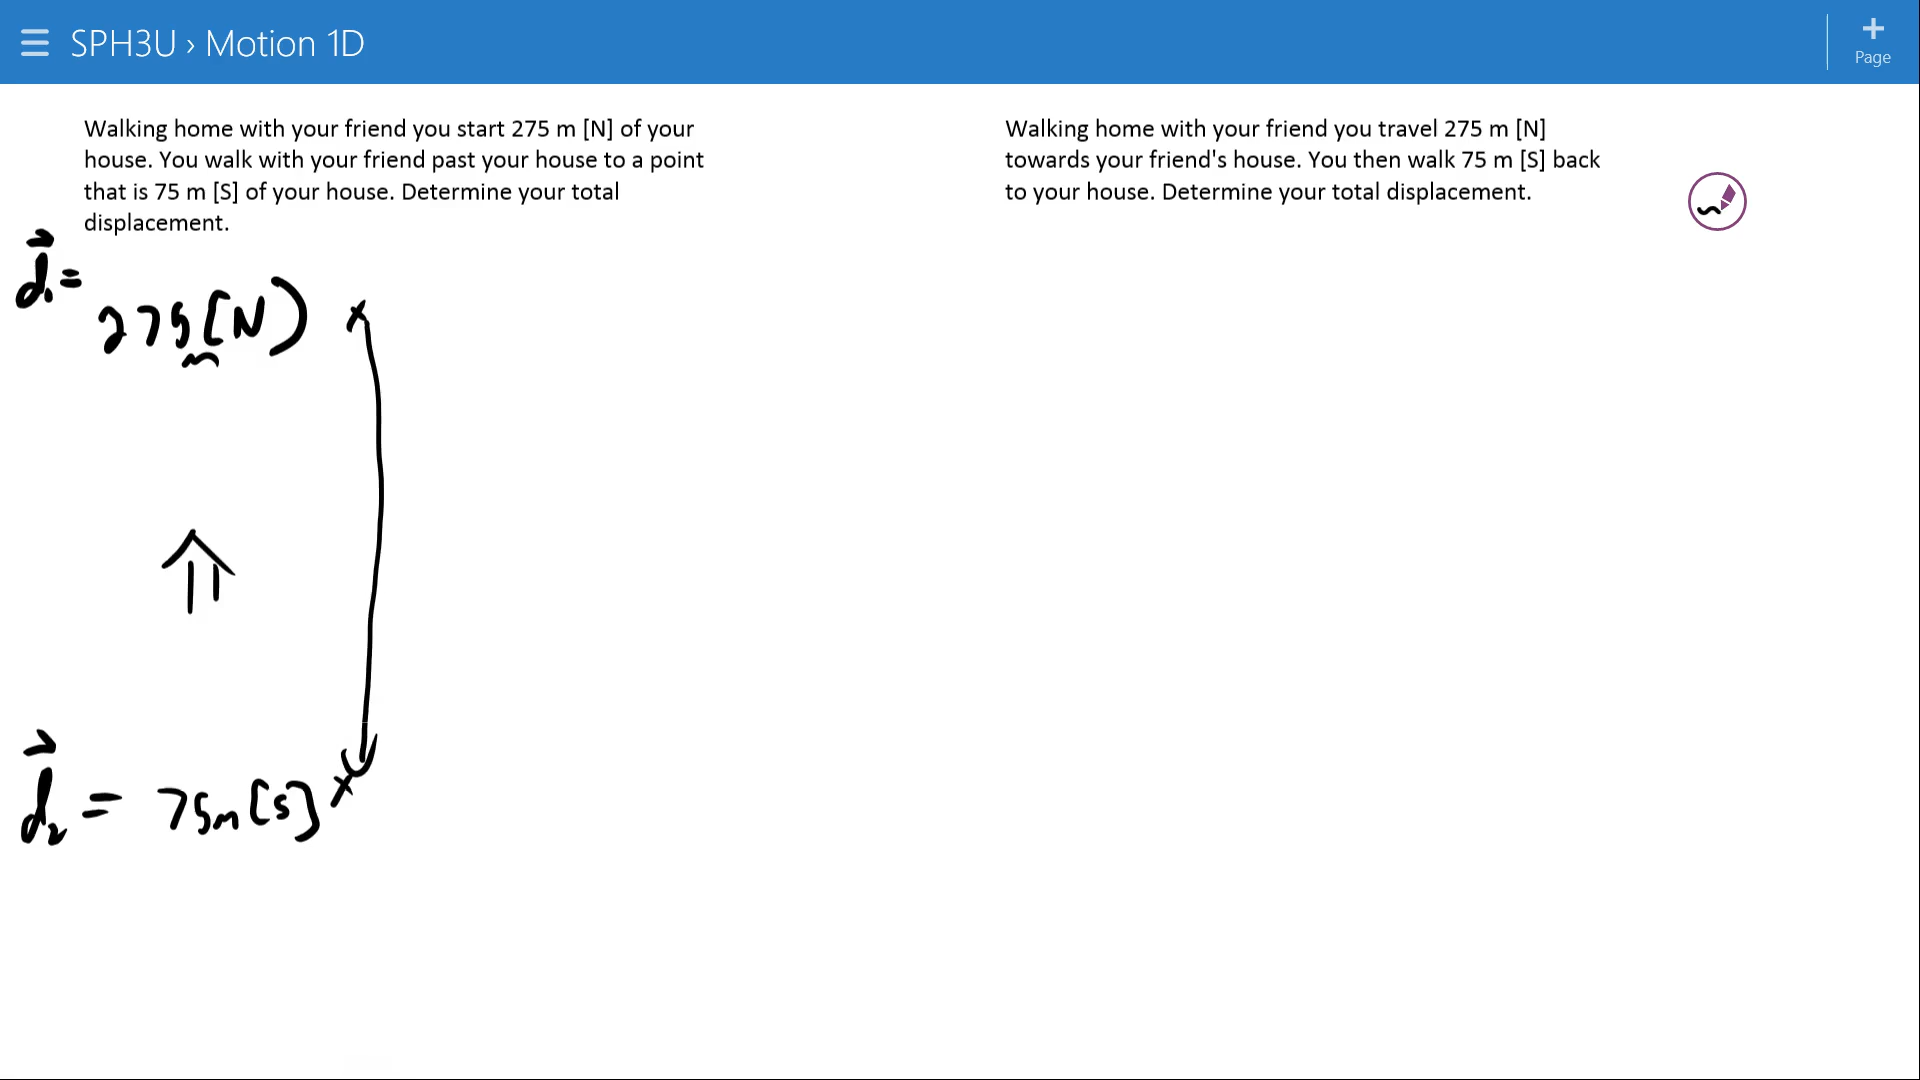 SPH3U › Motion 1D
+
Page
Walking home with your friend you start 275 m [N] of your
house. You walk with your friend past your house to a point
that is 75 m [S] of your house. Determine your total
displacement.
Walking home with your friend you travel 275 m [N]
towards your friend's house. You then walk 75 m [S] back
to your house. Determine your total displacement.
d⃗₁ =
275 [N)
m
d⃗₂ = 75m [S]